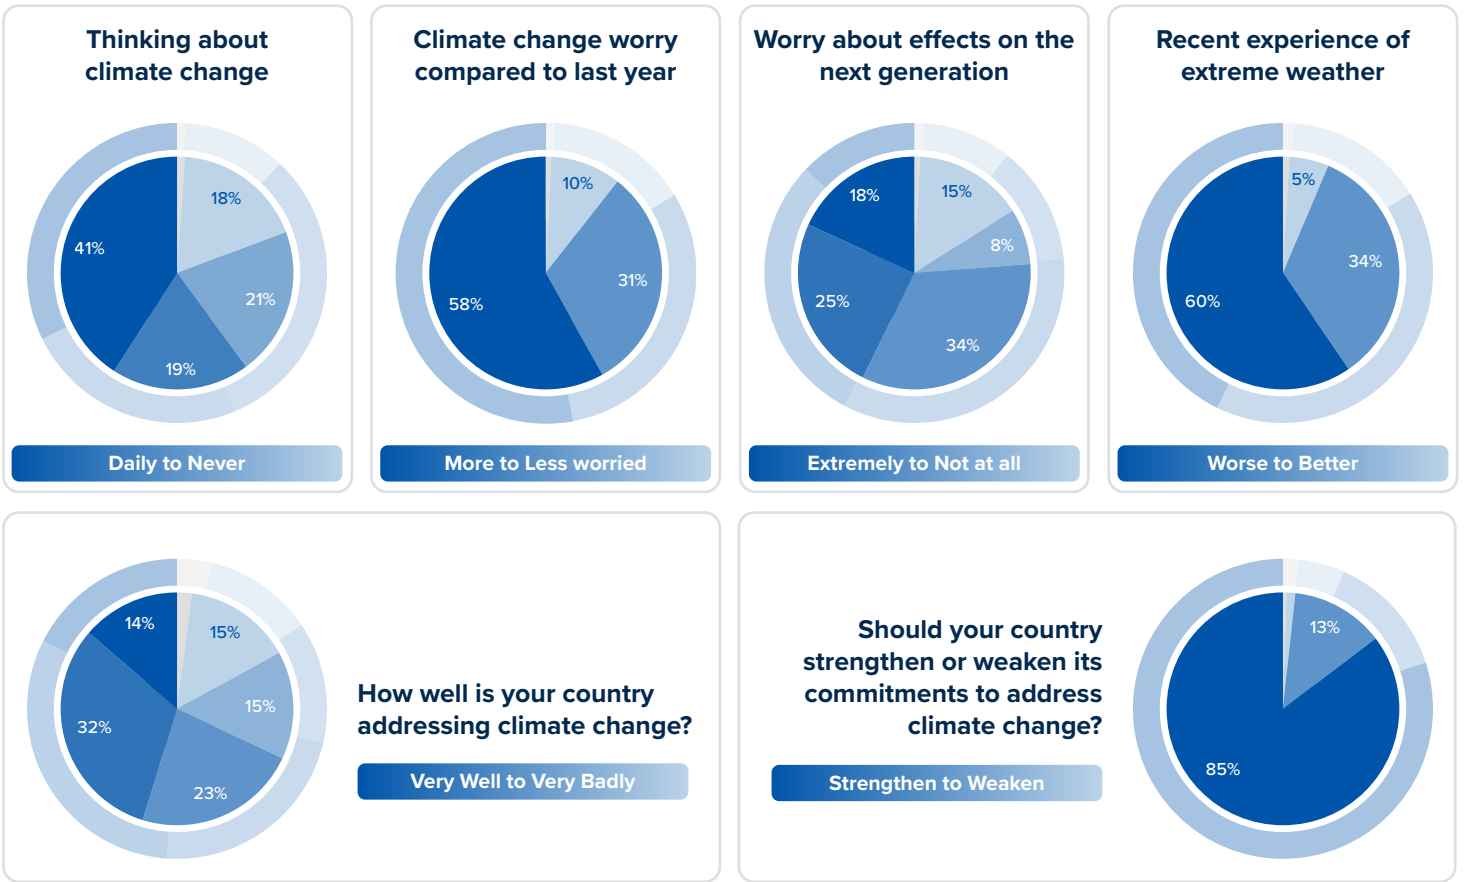 Thinking about
climate change
18%
41%
21%
19%
Daily to Never
Climate change worry
compared to last year
10%
31%
58%
More to Less worried
Worry about effects on the
next generation
18%
15%
8%
25%
34%
Extremely to Not at all
Recent experience of
extreme weather
5%
34%
60%
Worse to Better
14%
15%
15%
32%
23%
How well is your country
addressing climate change?
Very Well to Very Badly
Should your country
strengthen or weaken its
commitments to address
climate change?
Strengthen to Weaken
13%
85%